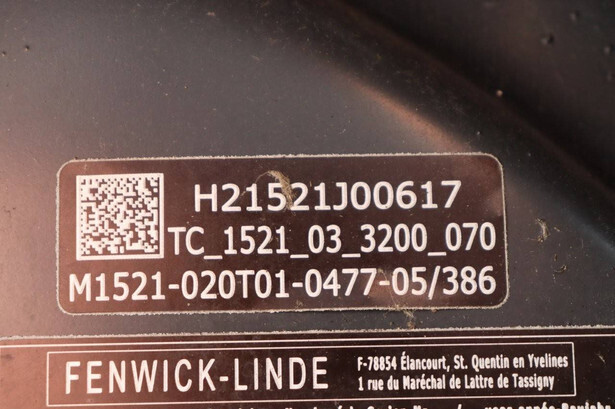 H21521J00617
TC_1521_03_3200_070
M1521-020T01-0477-05/386
FENWICK-LINDE
F-78854 Élancourt, St. Quentin en Yvelines
1 rue du Maréchal de Lattre de Tassigny